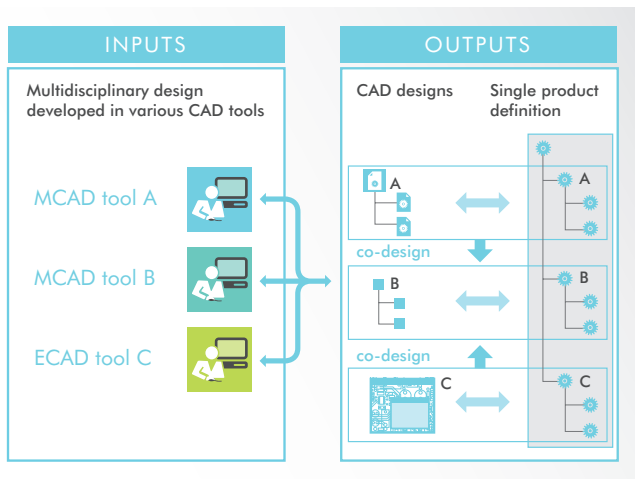 INPUTS
Multidisciplinary design
developed in various CAD tools
MCAD tool A
MCAD tool B
ECAD tool C
OUTPUTS
CAD designs
Single product
definition
A
A
co-design
B
B
co-design
C
C